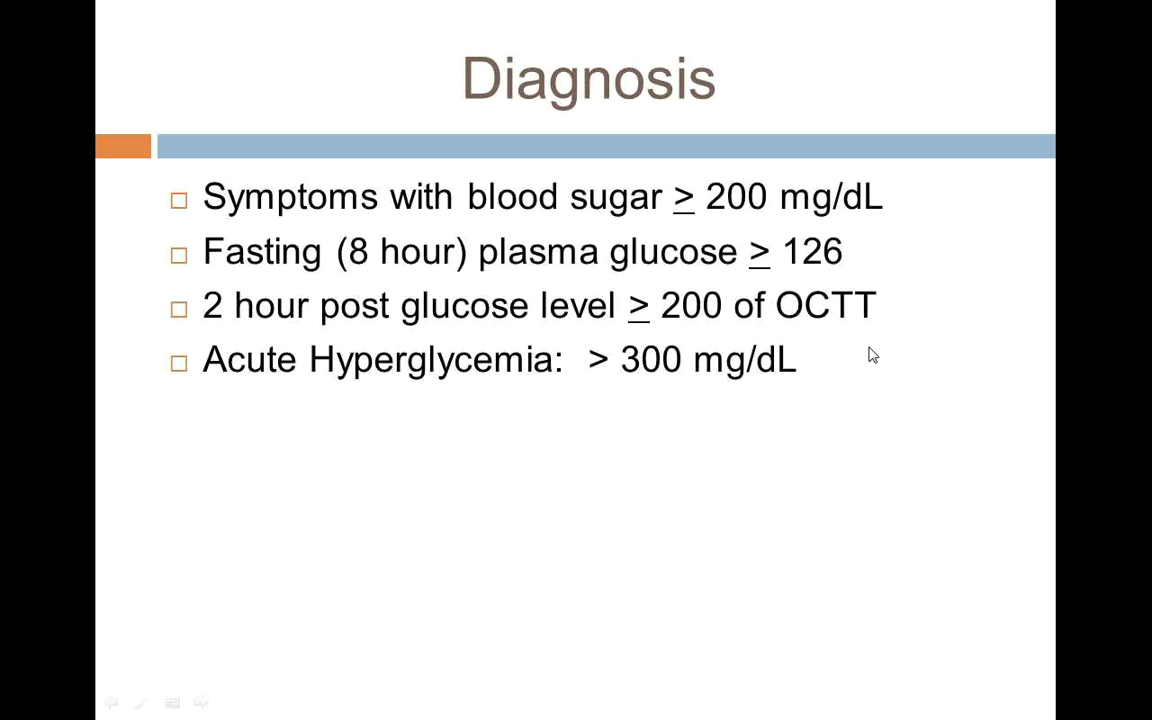 Diagnosis
Symptoms with blood sugar ≥ 200 mg/dL
Fasting (8 hour) plasma glucose ≥ 126
2 hour post glucose level ≥ 200 of OCTT
Acute Hyperglycemia: > 300 mg/dL